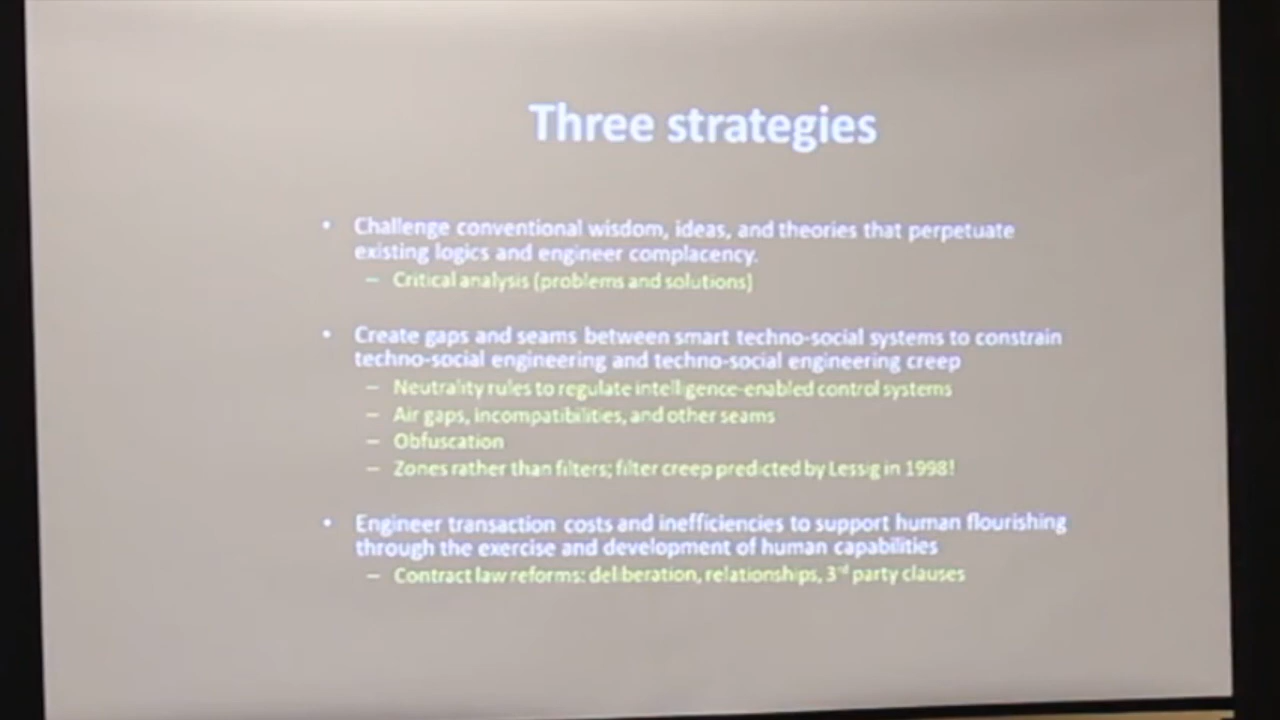 Three strategies
• Challenge conventional wisdom, ideas, and theories that perpetuate
existing logics and engineer complacency.
– Critical analysis (problems and solutions)
• Create gaps and seams between smart techno-social systems to constrain
techno-social engineering and techno-social engineering creep
– Neutrality rules to regulate intelligence-enabled control systems
– Air gaps, incompatibilities, and other seams
– Obfuscation
– Zones rather than filters; filter creep predicted by Lessig in 1998!
• Engineer transaction costs and inefficiencies to support human flourishing
through the exercise and development of human capabilities
– Contract law reforms: deliberation, relationships, 3rd party clauses